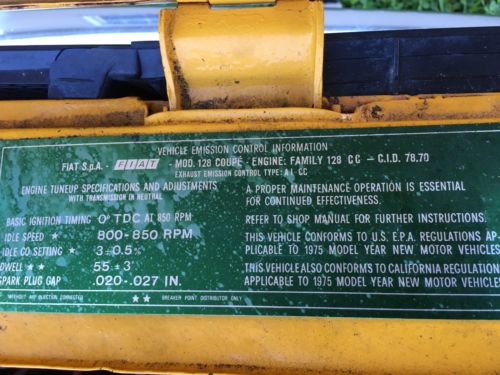 VEHICLE EMISSION CONTROL INFORMATION
FIAT S.p.A. - FIAT - MOD. 128 COUPE - ENGINE: FAMILY 128 CC - C.I.D. 78.70
EXHAUST EMISSION CONTROL TYPE: A I CC
ENGINE TUNEUP SPECIFICATIONS AND ADJUSTMENTS
WITH TRANSMISSION IN NEUTRAL
BASIC IGNITION TIMING 0° TDC AT 850 RPM
IDLE SPEED ★ 800-850 RPM
IDLE CO SETTING ★ 3±0.5%
DWELL ★★ 55±3°
SPARK PLUG GAP .020-.027 IN.
★ WITHOUT AIR INJECTION CONNECTED ★★ BREAKER POINT DISTRIBUTOR ONLY
A PROPER MAINTENANCE OPERATION IS ESSENTIAL
FOR CONTINUED EFFECTIVENESS.
REFER TO SHOP MANUAL FOR FURTHER INSTRUCTIONS.
THIS VEHICLE CONFORMS TO U.S. E.P.A. REGULATIONS AP-
PLICABLE TO 1975 MODEL YEAR NEW MOTOR VEHICLES
THIS VEHICLE ALSO CONFORMS TO CALIFORNIA REGULATION
APPLICABLE TO 1975 MODEL YEAR NEW MOTOR VEHICLES.